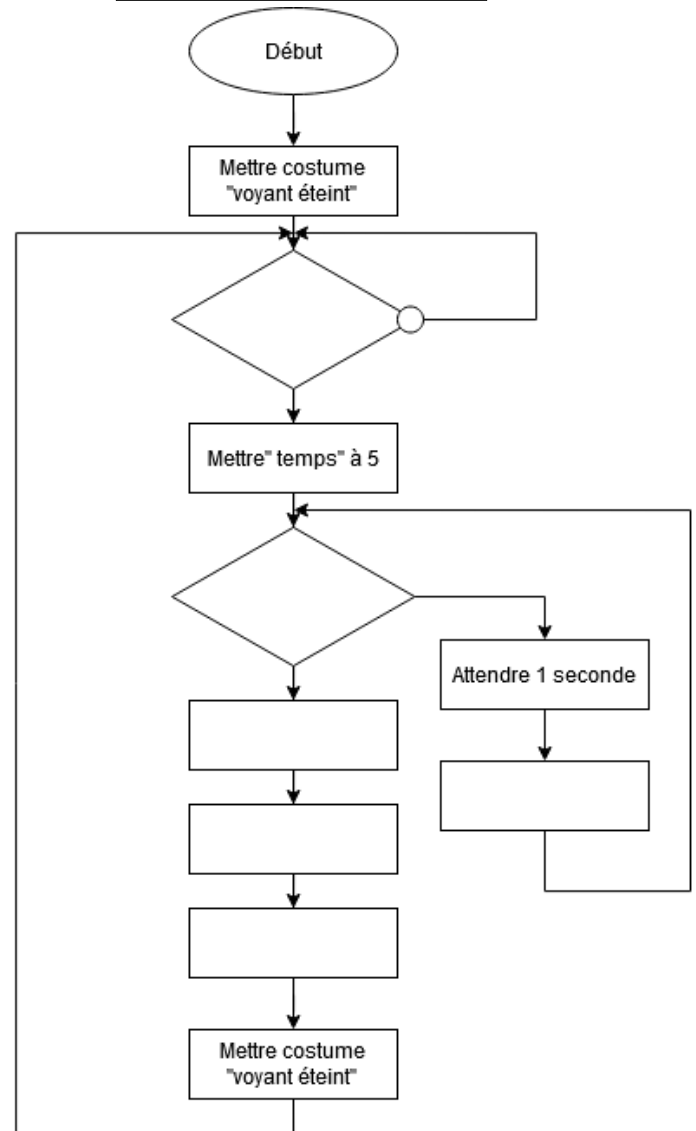 Début
Mettre costume
"voyant éteint"
Mettre" temps" à 5
Attendre 1 seconde
Mettre costume
"voyant éteint"